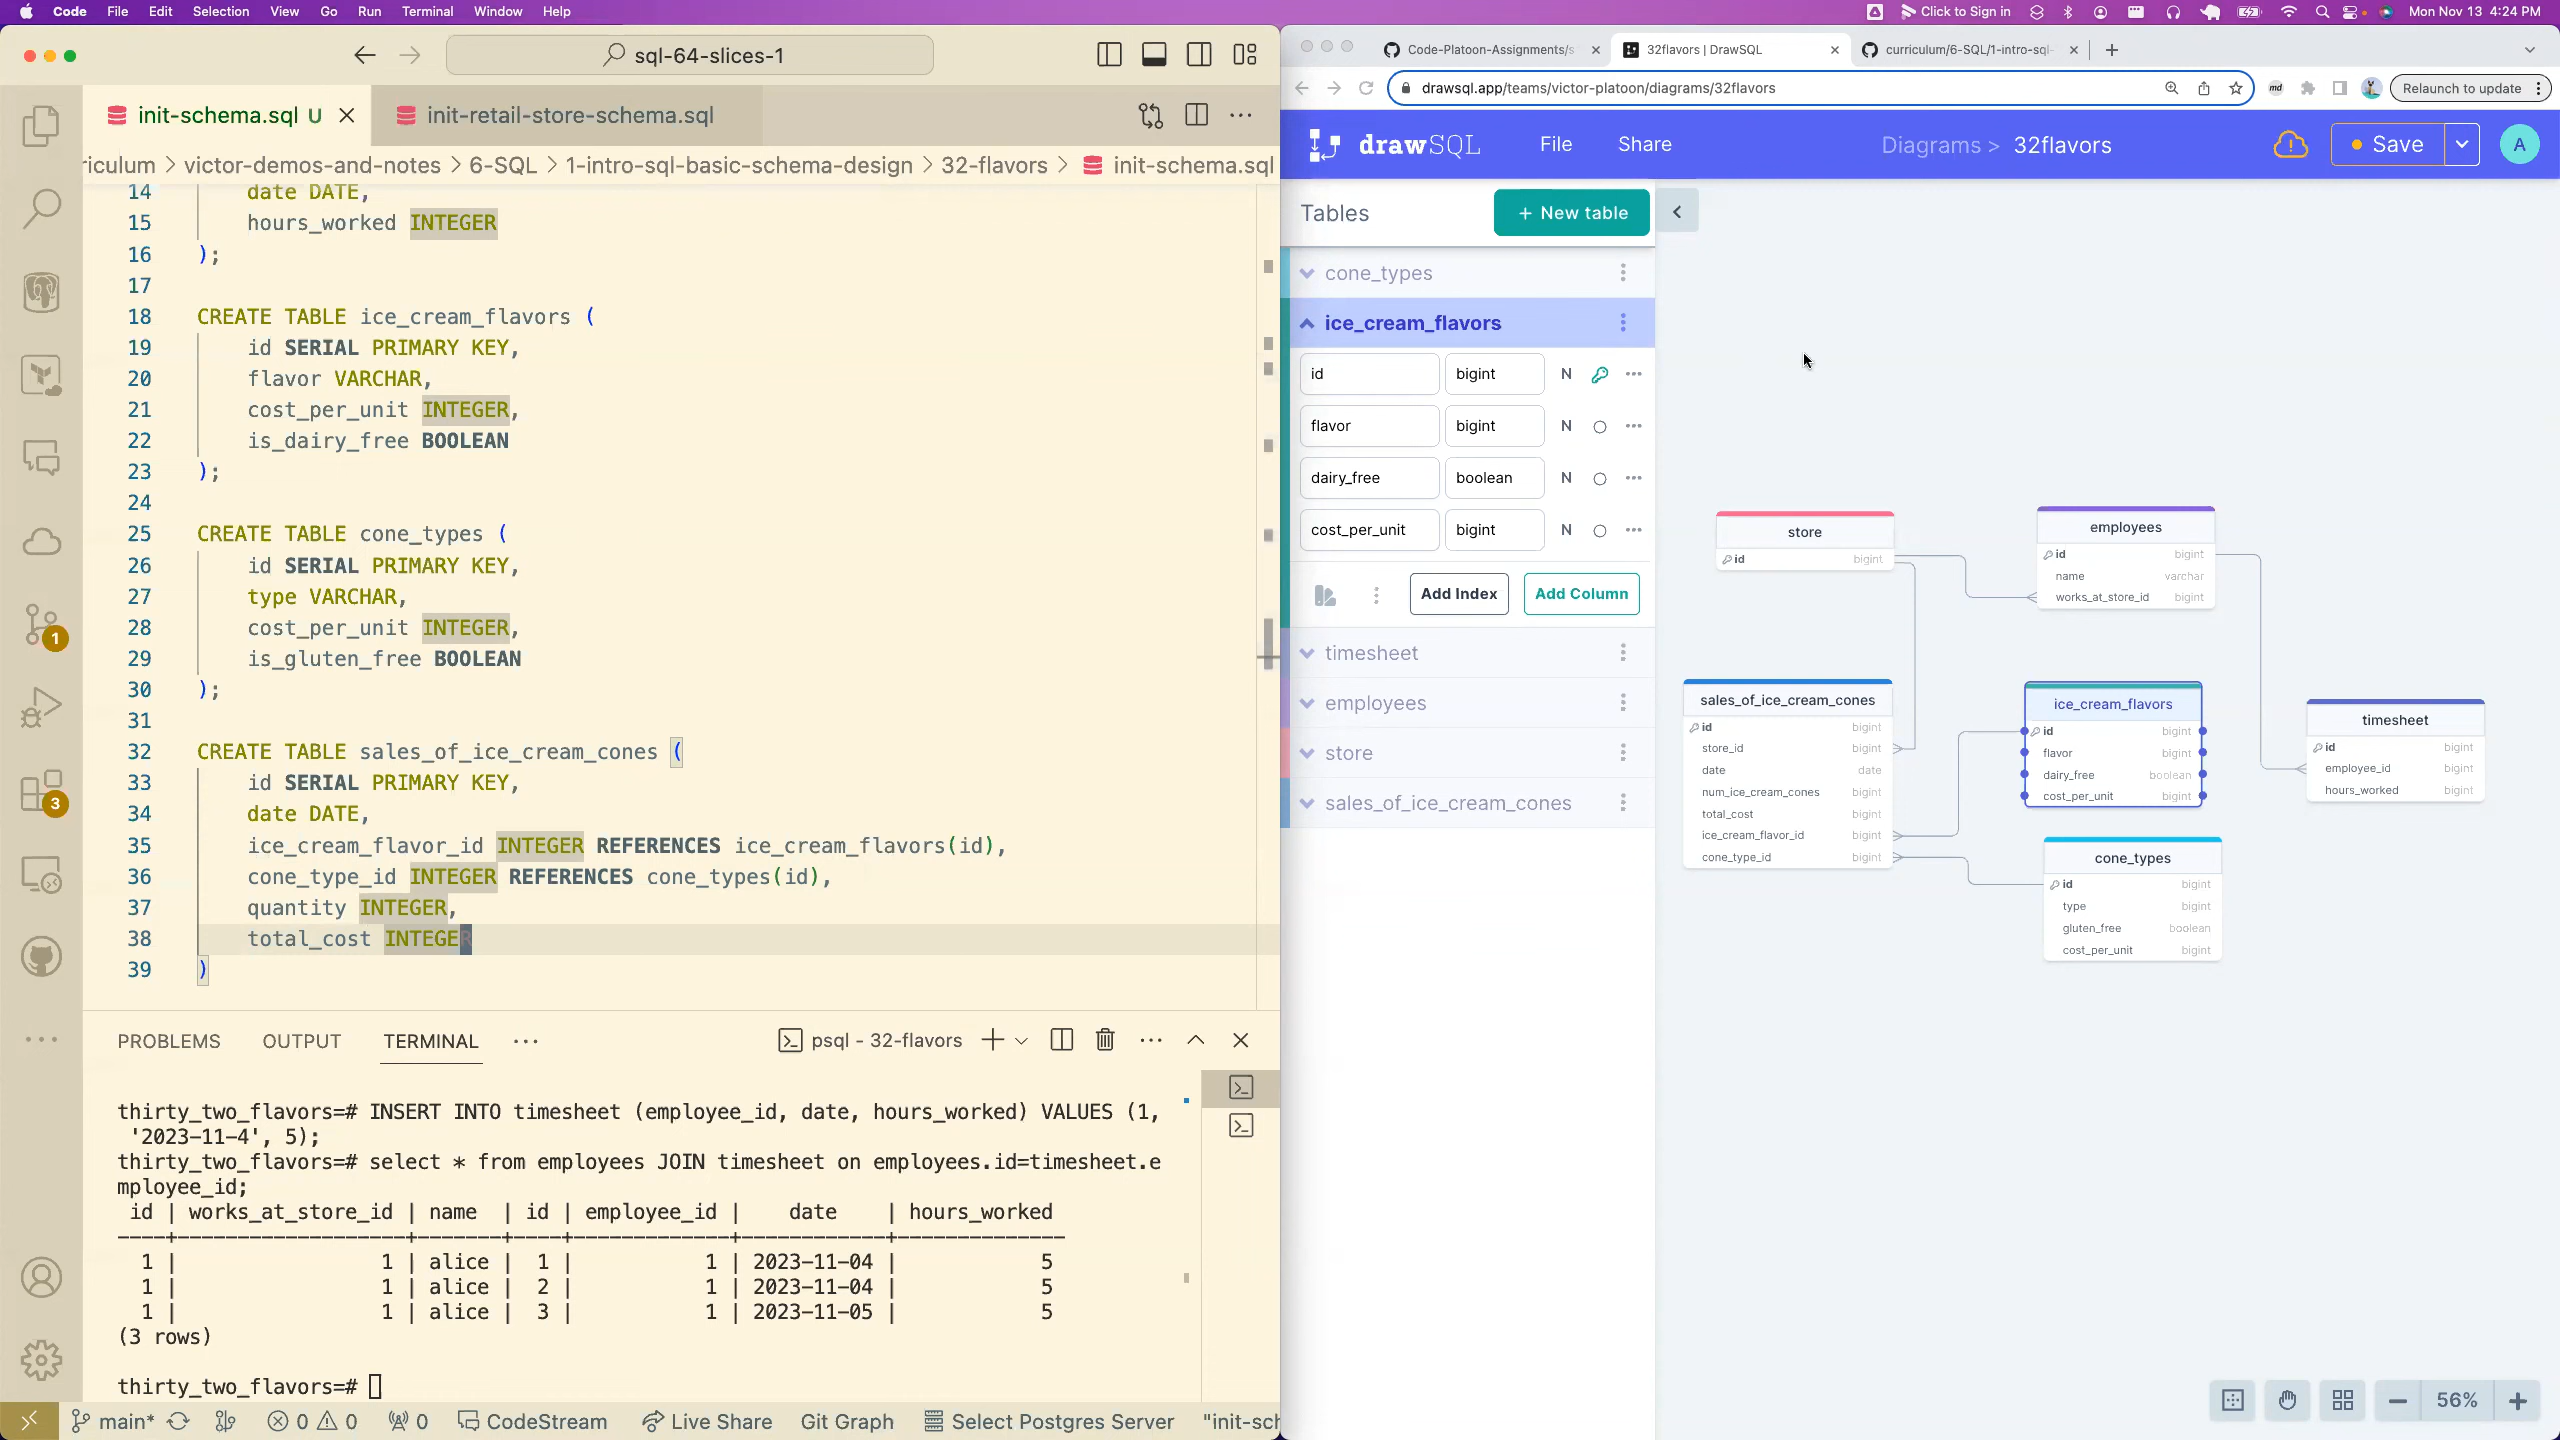 Code File Edit Selection View Go Run Terminal Window Help
Click to Sign in
Mon Nov 13 4:24 PM
sql-64-slices-1
init-schema.sql U
init-retail-store-schema.sql
riculum > victor-demos-and-notes > 6-SQL > 1-intro-sql-basic-schema-design > 32-flavors > init-schema.sql
14 date DATE,
15 hours_worked INTEGER
16 );
17
18 CREATE TABLE ice_cream_flavors (
19 id SERIAL PRIMARY KEY,
20 flavor VARCHAR,
21 cost_per_unit INTEGER,
22 is_dairy_free BOOLEAN
23 );
24
25 CREATE TABLE cone_types (
26 id SERIAL PRIMARY KEY,
27 type VARCHAR,
28 cost_per_unit INTEGER,
29 is_gluten_free BOOLEAN
30 );
31
32 CREATE TABLE sales_of_ice_cream_cones (
33 id SERIAL PRIMARY KEY,
34 date DATE,
35 ice_cream_flavor_id INTEGER REFERENCES ice_cream_flavors(id),
36 cone_type_id INTEGER REFERENCES cone_types(id),
37 quantity INTEGER,
38 total_cost INTEGER
39 )
1
3
PROBLEMS OUTPUT TERMINAL
psql - 32-flavors
thirty_two_flavors=# INSERT INTO timesheet (employee_id, date, hours_worked) VALUES (1,
'2023-11-4', 5);
thirty_two_flavors=# select * from employees JOIN timesheet on employees.id=timesheet.e
mployee_id;
id | works_at_store_id | name | id | employee_id | date | hours_worked
----+-------------------+-------+----+-------------+------------+--------------
1 | 1 | alice | 1 | 1 | 2023-11-04 | 5
1 | 1 | alice | 2 | 1 | 2023-11-04 | 5
1 | 1 | alice | 3 | 1 | 2023-11-05 | 5
(3 rows)
thirty_two_flavors=#
main* 0 0 0 CodeStream Live Share Git Graph Select Postgres Server "init-sch
Code-Platoon-Assignments/s
32flavors | DrawSQL
curriculum/6-SQL/1-intro-sql-
drawsql.app/teams/victor-platoon/diagrams/32flavors
md
Relaunch to update
drawSQL File Share
Diagrams > 32flavors
Save
A
Tables
+ New table
cone_types
ice_cream_flavors
id bigint N
flavor bigint N
dairy_free boolean N
cost_per_unit bigint N
Add Index
Add Column
timesheet
employees
store
sales_of_ice_cream_cones
store
id bigint
employees
id bigint
name varchar
works_at_store_id bigint
sales_of_ice_cream_cones
id bigint
store_id bigint
date date
num_ice_cream_cones bigint
total_cost bigint
ice_cream_flavor_id bigint
cone_type_id bigint
ice_cream_flavors
id bigint
flavor bigint
dairy_free boolean
cost_per_unit bigint
timesheet
id bigint
employee_id bigint
hours_worked bigint
cone_types
id bigint
type bigint
gluten_free boolean
cost_per_unit bigint
56%